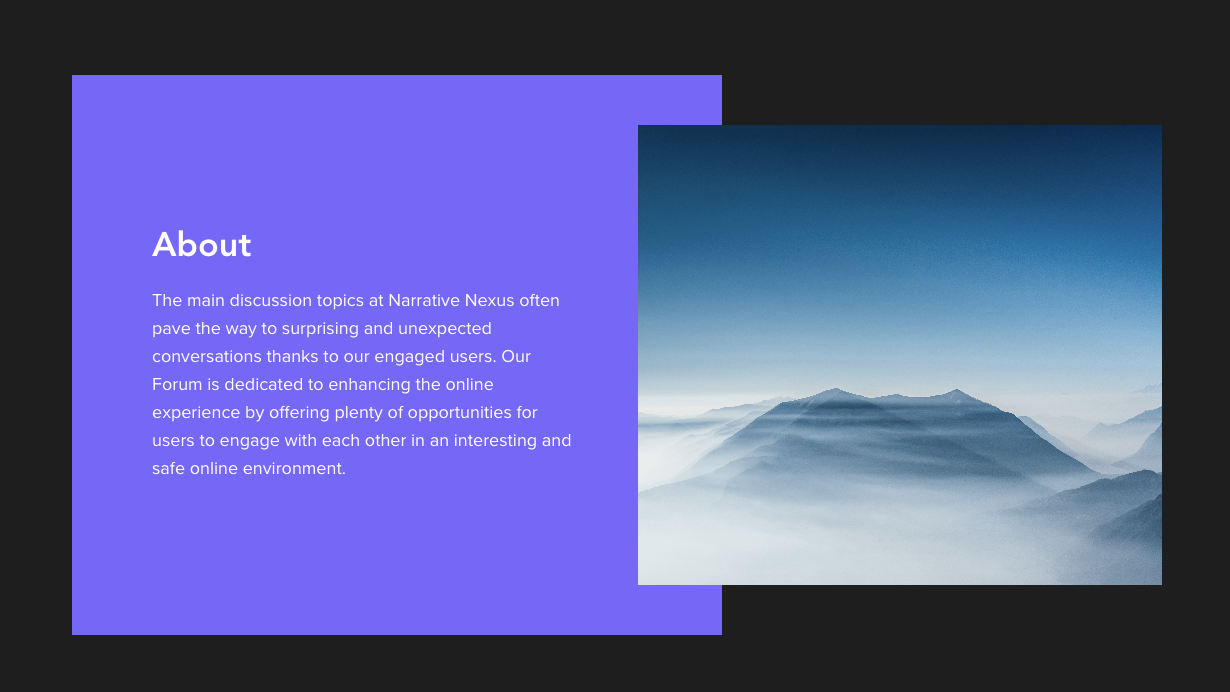 About
The main discussion topics at Narrative Nexus often
pave the way to surprising and unexpected
conversations thanks to our engaged users. Our
Forum is dedicated to enhancing the online
experience by offering plenty of opportunities for
users to engage with each other in an interesting and
safe online environment.